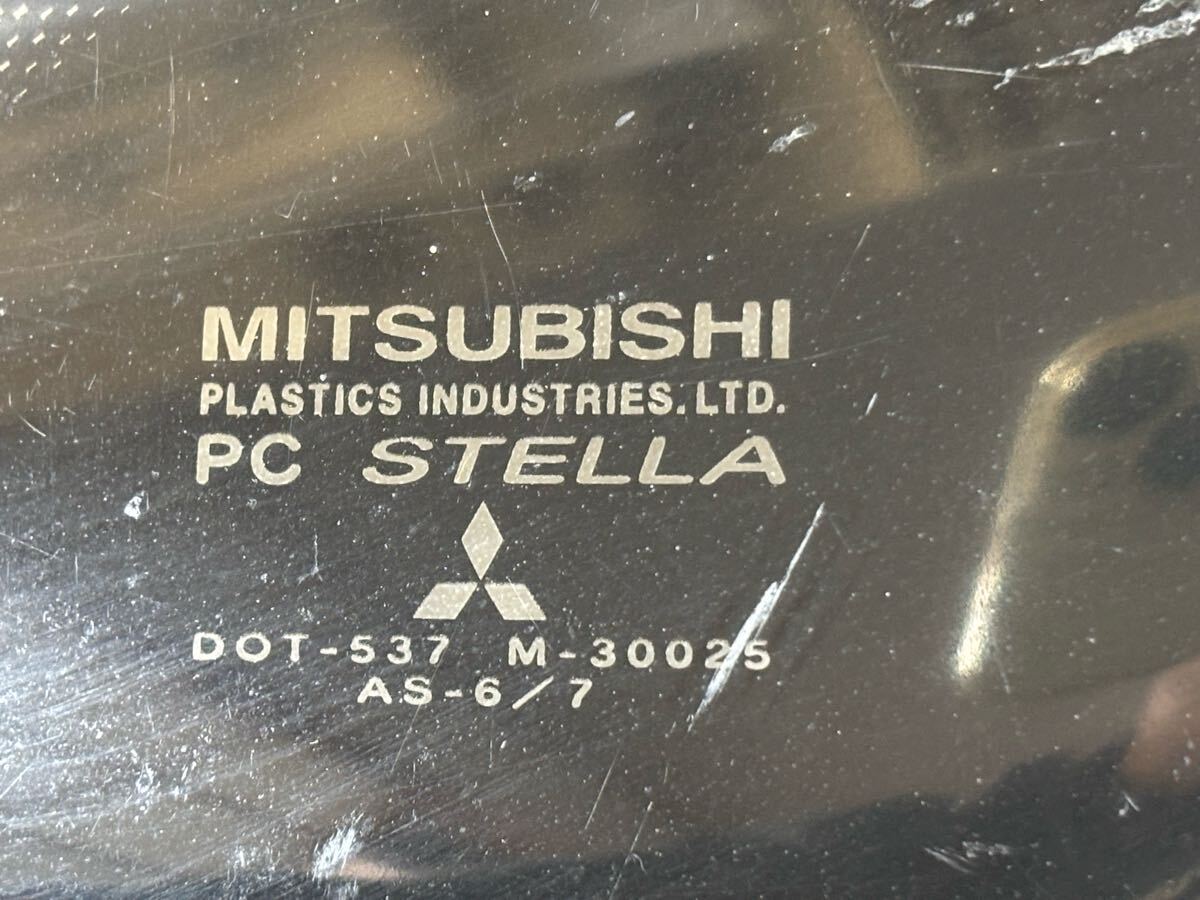 MITSUBISHI
PLASTICS INDUSTRIES.LTD.
PC STELLA
DOT-537 M-30025
AS-6/7